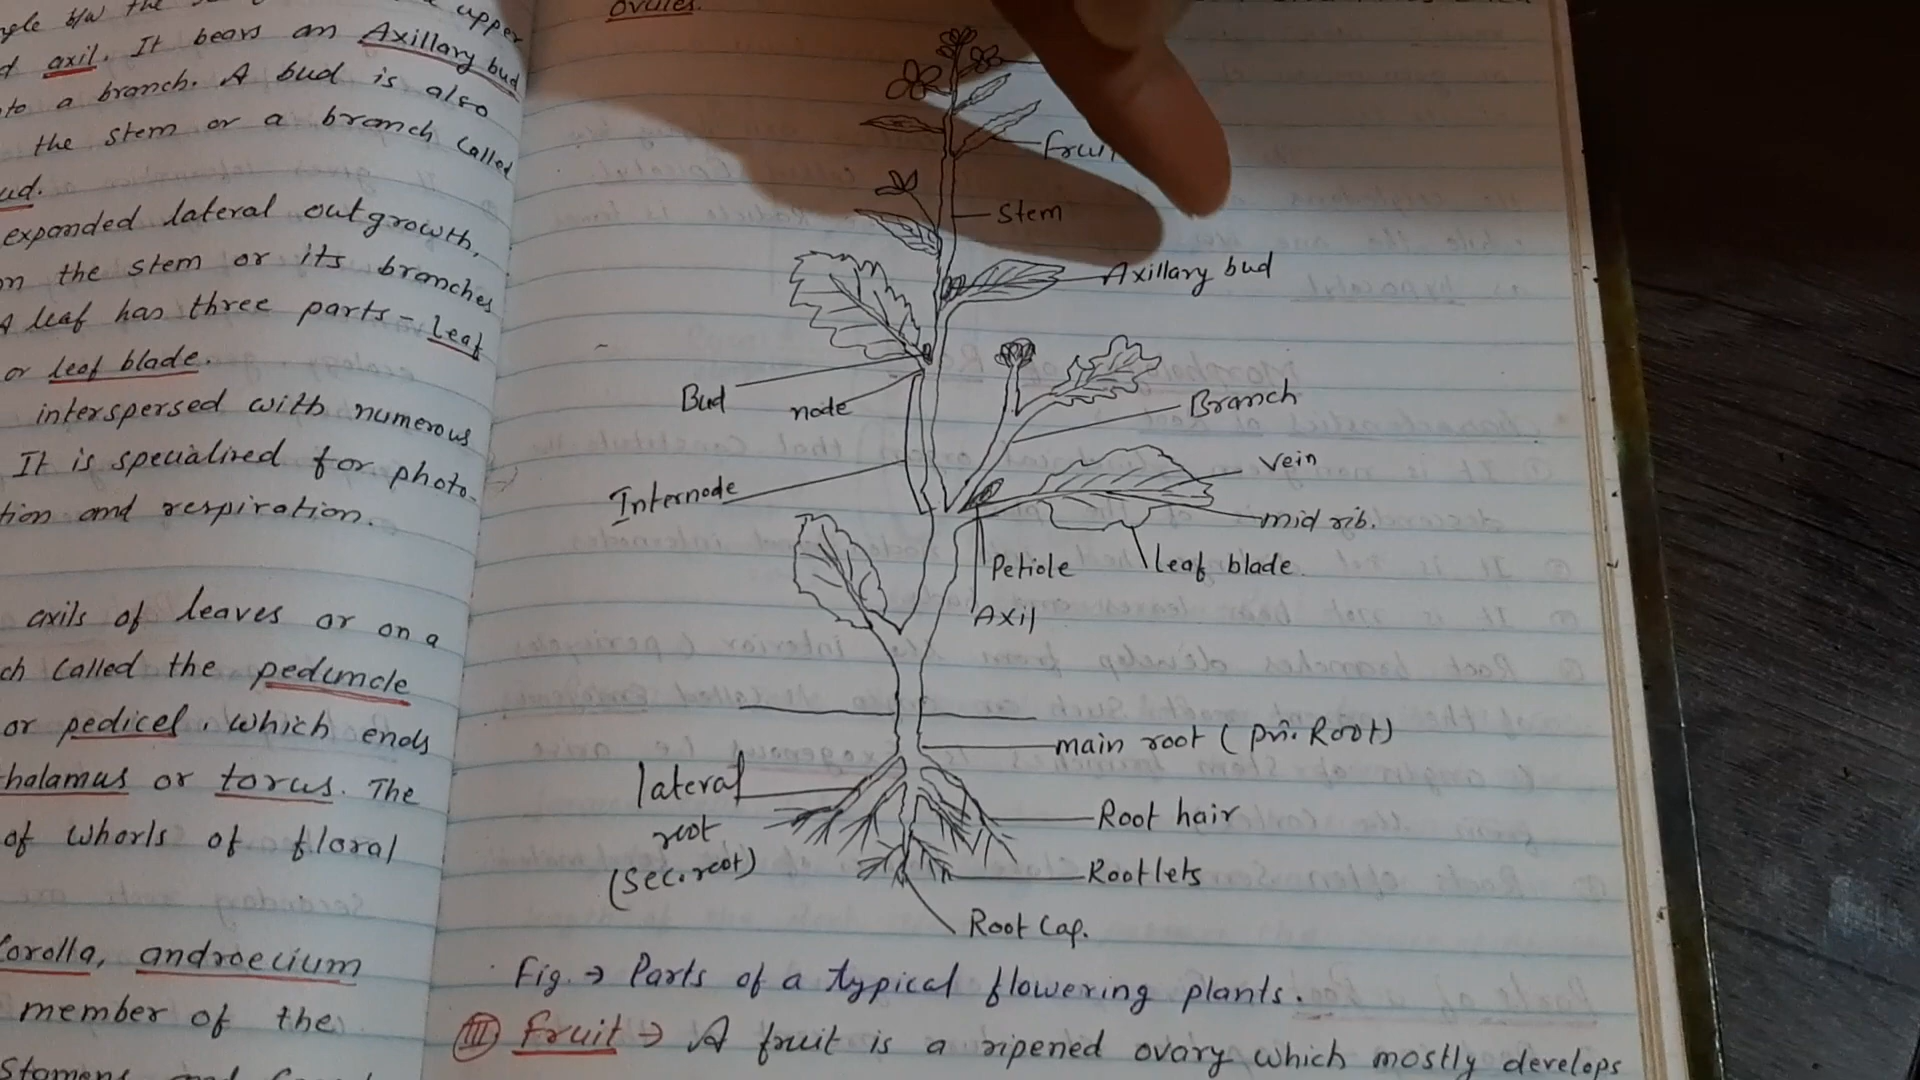 upper
d axil. It bears an Axillary bud
to a branch. A bud is also
the stem or a branch called
ud.
expanded lateral outgrowth,
on the stem or its branches
A leaf has three parts - leaf
or leaf blade.
interspersed with numerous
It is specialized for photo-
tion and respiration.
axils of leaves or on a
ch called the peduncle
or pedicel. which ends
halamus or torus. The
of whorls of floral
Corolla, androecium
member of the
Stamens
ovules.
fruit
Stem
Axillary bud
Bud
node
Branch
Internode
Vein
mid rib.
Petiole
leaf blade.
Axil
main root (pri. Root)
lateral
root
(Sec. root)
Root hair
Rootlets
Root Cap.
Fig. → Parts of a typical flowering plants.
III Fruit → A fruit is a ripened ovary which mostly develops